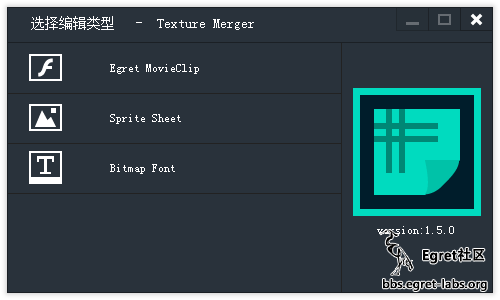 选择编辑类型 - Texture Merger
Egret MovieClip
Sprite Sheet
T Bitmap Font
version:1.5.0
Egret社区
bbs.egret-labs.org